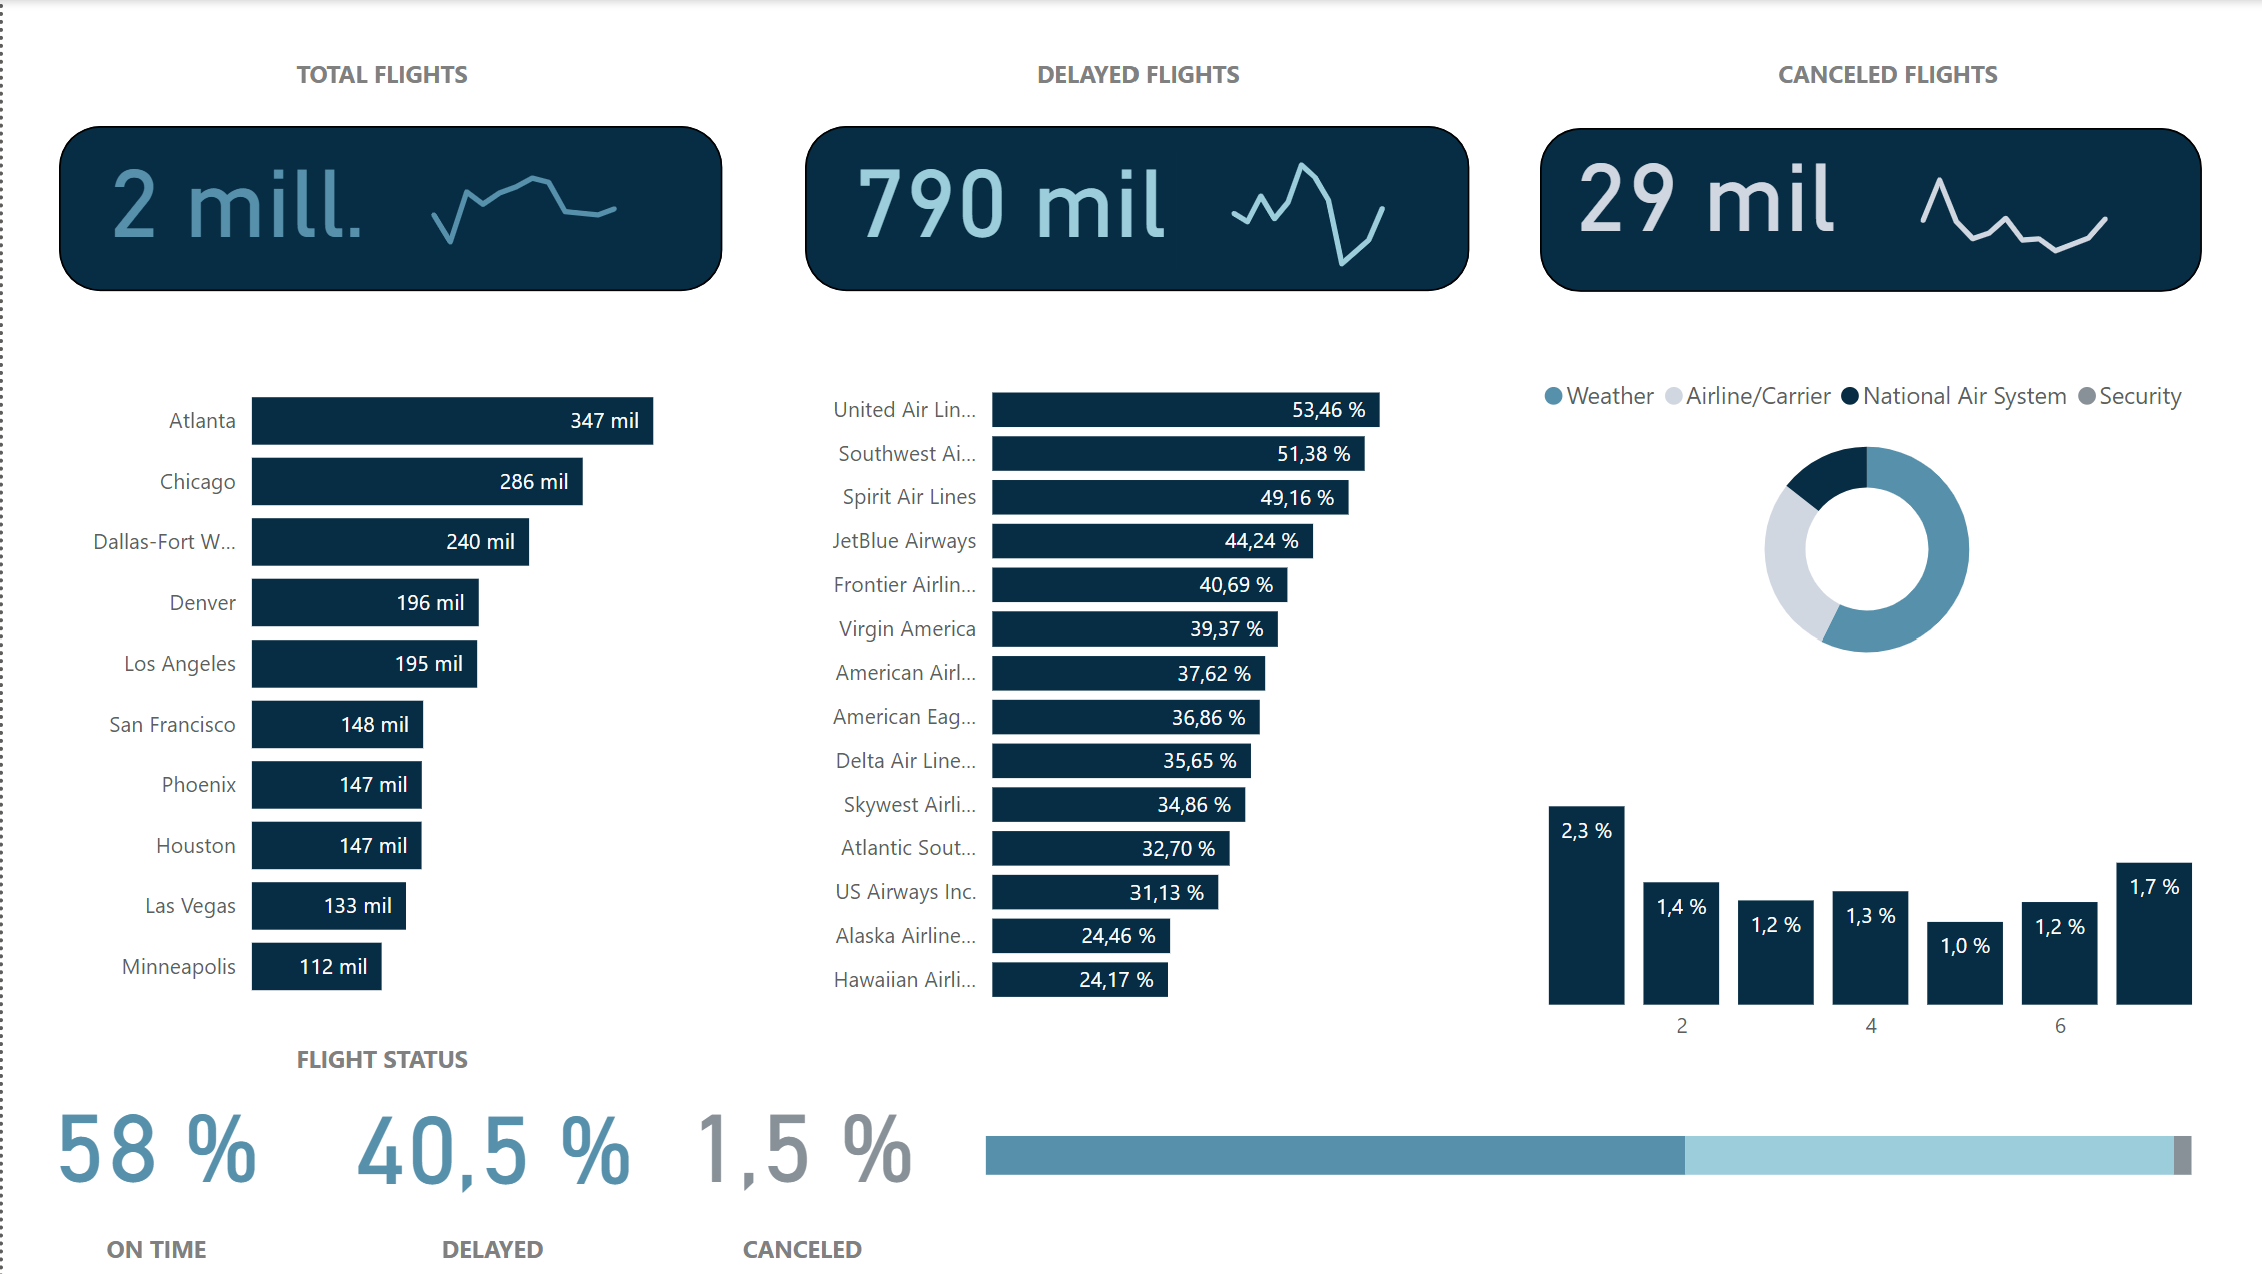 TOTAL FLIGHTS
2 mill.
DELAYED FLIGHTS
790 mil
CANCELED FLIGHTS
29 mil
Atlanta 347 mil
Chicago 286 mil
Dallas-Fort W... 240 mil
Denver 196 mil
Los Angeles 195 mil
San Francisco 148 mil
Phoenix 147 mil
Houston 147 mil
Las Vegas 133 mil
Minneapolis 112 mil
United Air Lin... 53,46 %
Southwest Ai... 51,38 %
Spirit Air Lines 49,16 %
JetBlue Airways 44,24 %
Frontier Airlin... 40,69 %
Virgin America 39,37 %
American Airl... 37,62 %
American Eag... 36,86 %
Delta Air Line... 35,65 %
Skywest Airli... 34,86 %
Atlantic Sout... 32,70 %
US Airways Inc. 31,13 %
Alaska Airline... 24,46 %
Hawaiian Airli... 24,17 %
Weather Airline/Carrier National Air System Security
2,3 % 1,4 % 1,2 % 1,3 % 1,0 % 1,2 % 1,7 %
2 4 6
FLIGHT STATUS
58 % 40,5 % 1,5 %
ON TIME DELAYED CANCELED